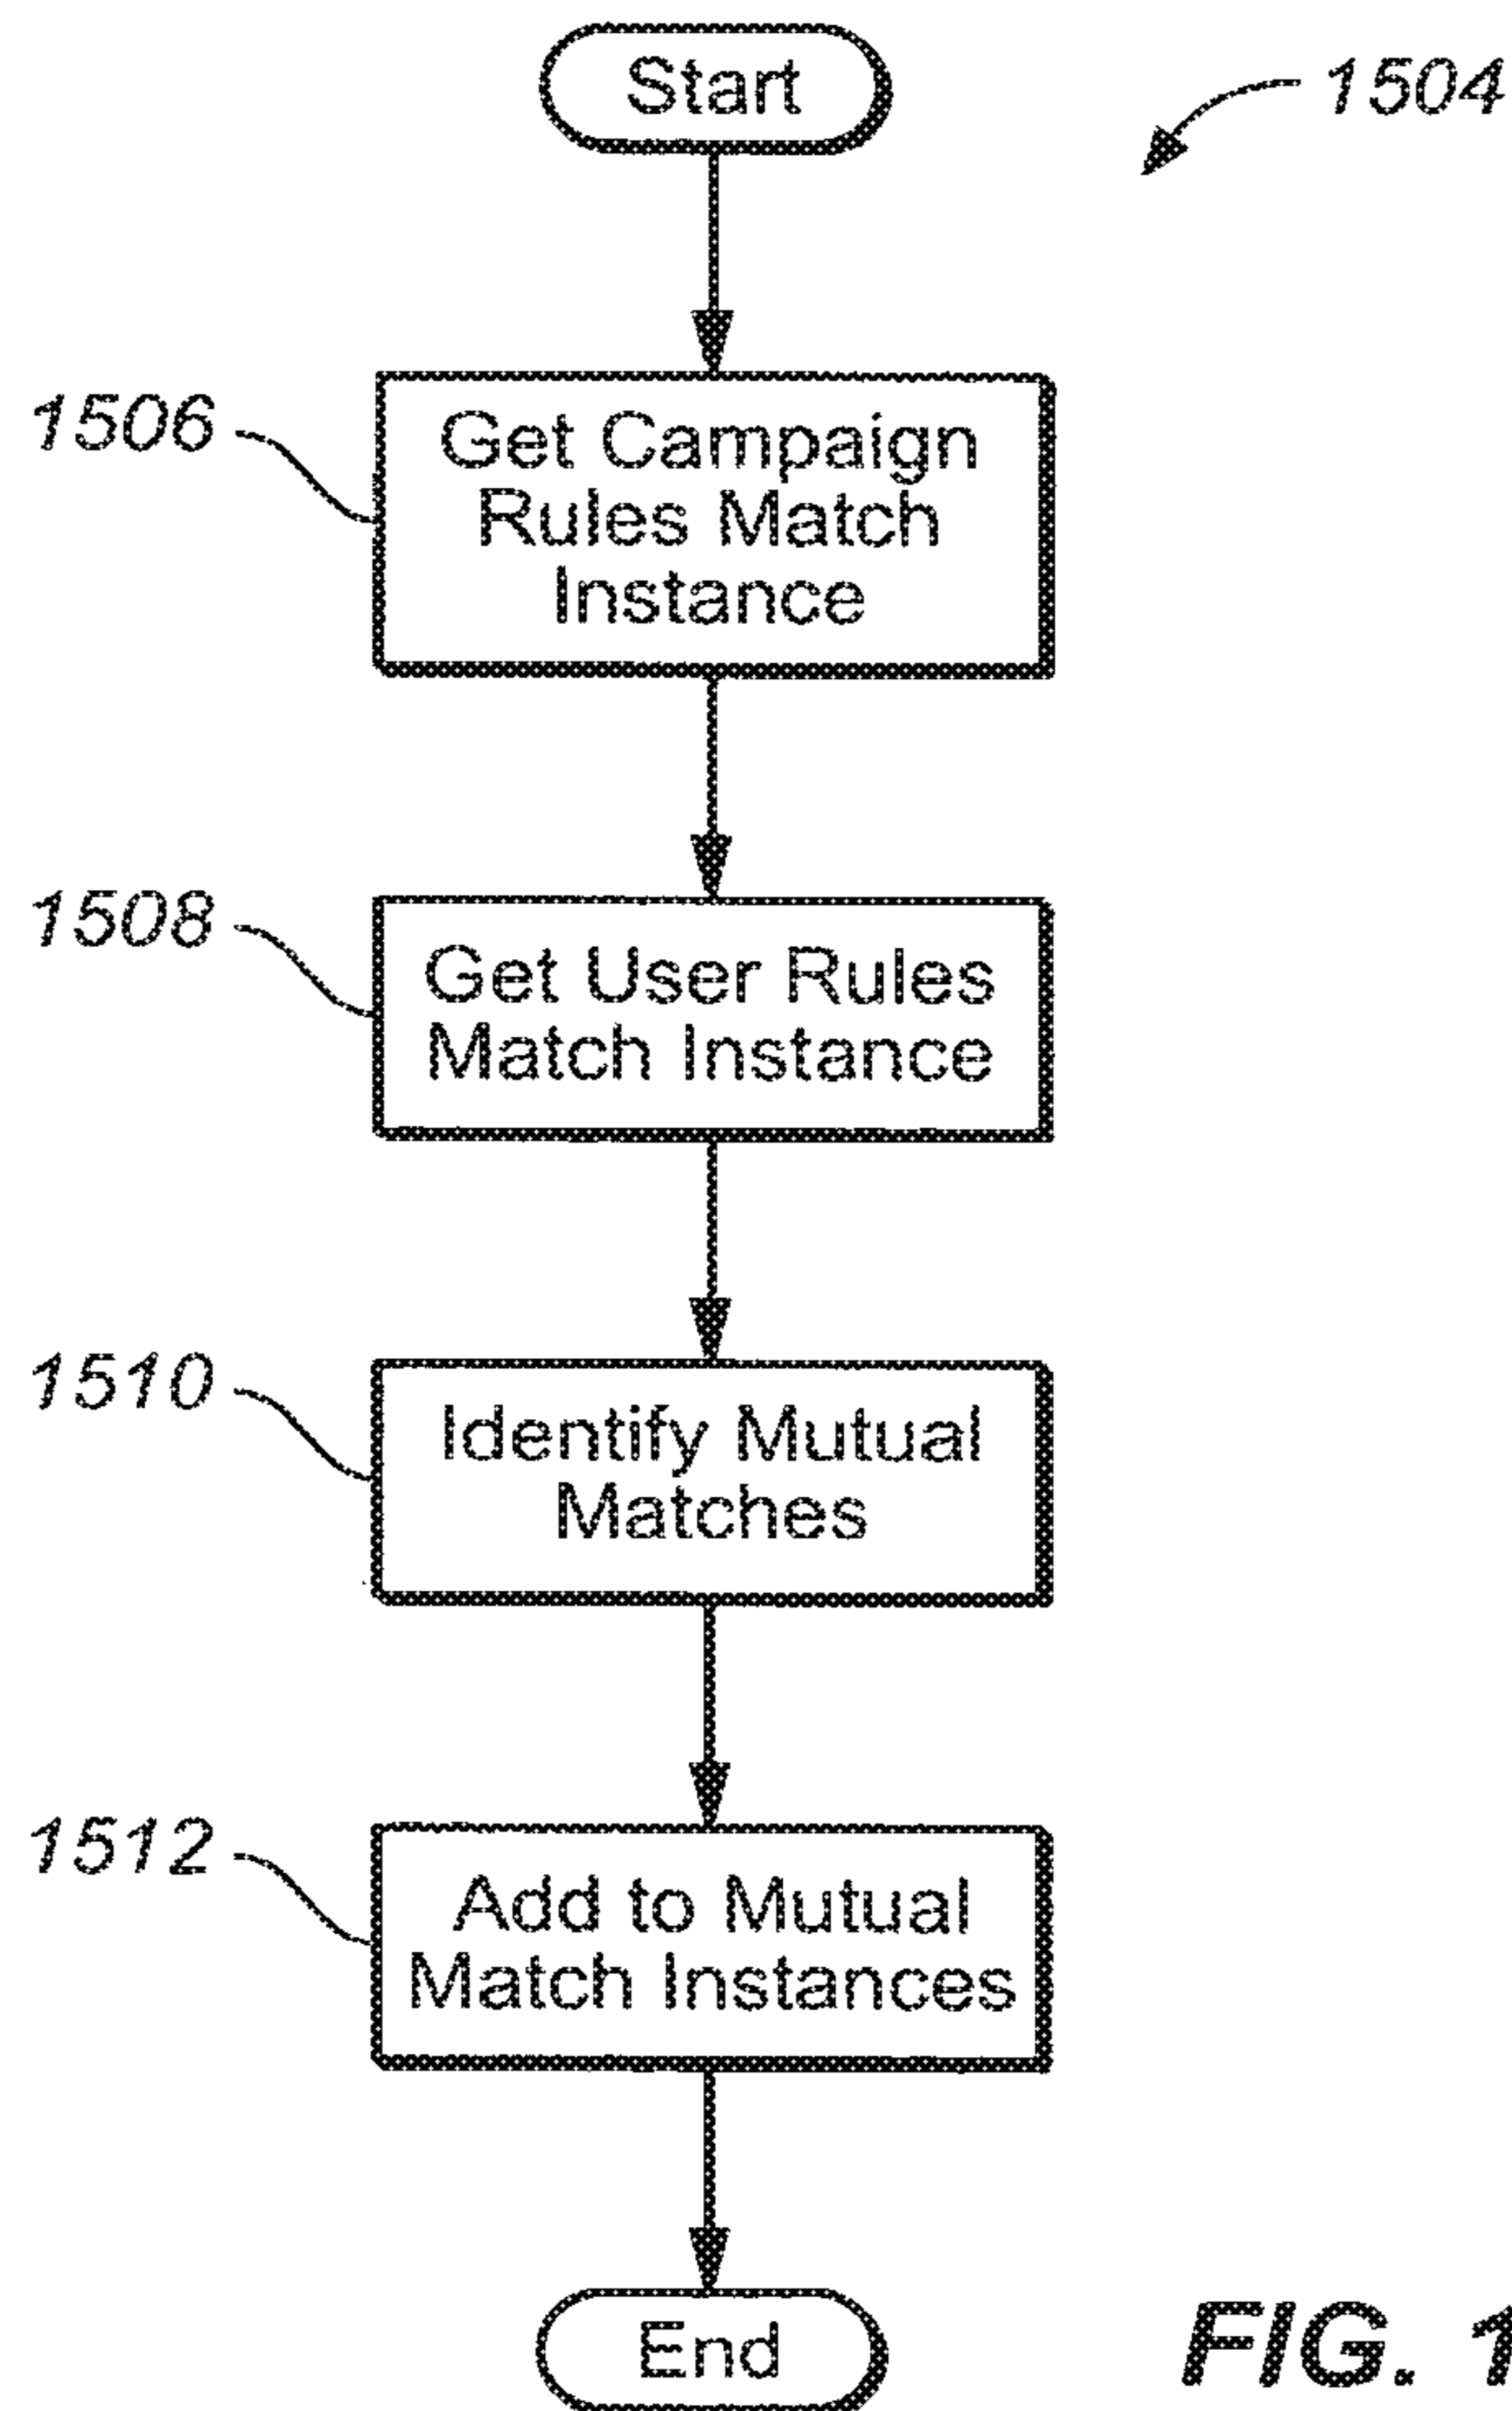 Start
1504
1506
Get Campaign
Rules Match
Instance
1508
Get User Rules
Match Instance
1510
Identify Mutual
Matches
1512
Add to Mutual
Match Instances
End
FIG.